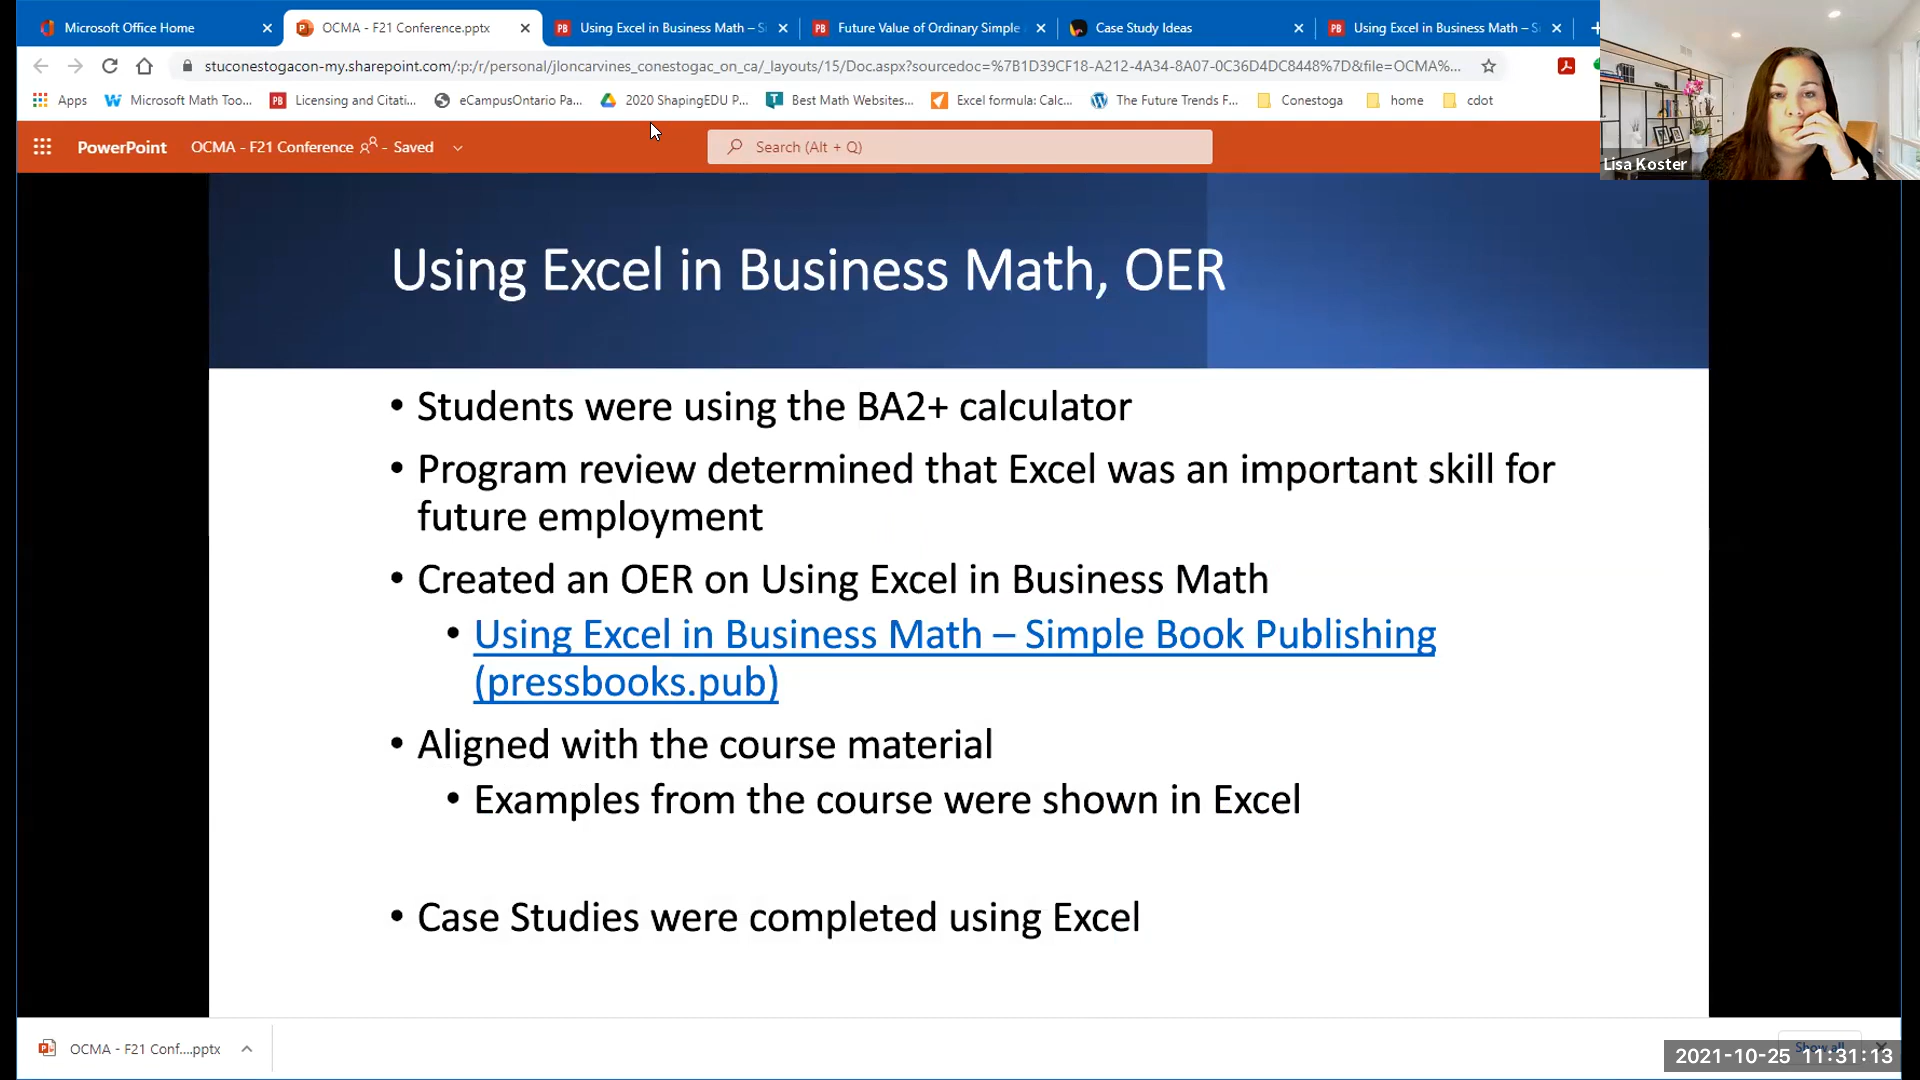 Microsoft Office Home
OCMA - F21 Conference.pptx
Using Excel in Business Math – S
Future Value of Ordinary Simple
Case Study Ideas
Using Excel in Business Math – S
stuconestogacon-my.sharepoint.com/:p:/r/personal/jloncarvines_conestogac_on_ca/_layouts/15/Doc.aspx?sourcedoc=%7B1D39CF18-A212-4A34-8A07-0C36D4DC8448%7D&file=OCMA%...
Apps
Microsoft Math Too...
Licensing and Citati...
eCampusOntario Pa...
2020 ShapingEDU P...
Best Math Websites...
Excel formula: Calc...
The Future Trends F...
Conestoga
home
cdot
Lisa Koster
PowerPoint
OCMA - F21 Conference - Saved
Search (Alt + Q)
Using Excel in Business Math, OER
• Students were using the BA2+ calculator
• Program review determined that Excel was an important skill for
future employment
• Created an OER on Using Excel in Business Math
• Using Excel in Business Math – Simple Book Publishing
(pressbooks.pub)
• Aligned with the course material
• Examples from the course were shown in Excel
• Case Studies were completed using Excel
OCMA - F21 Conf....pptx
Show all
2021-10-25 11:31:13